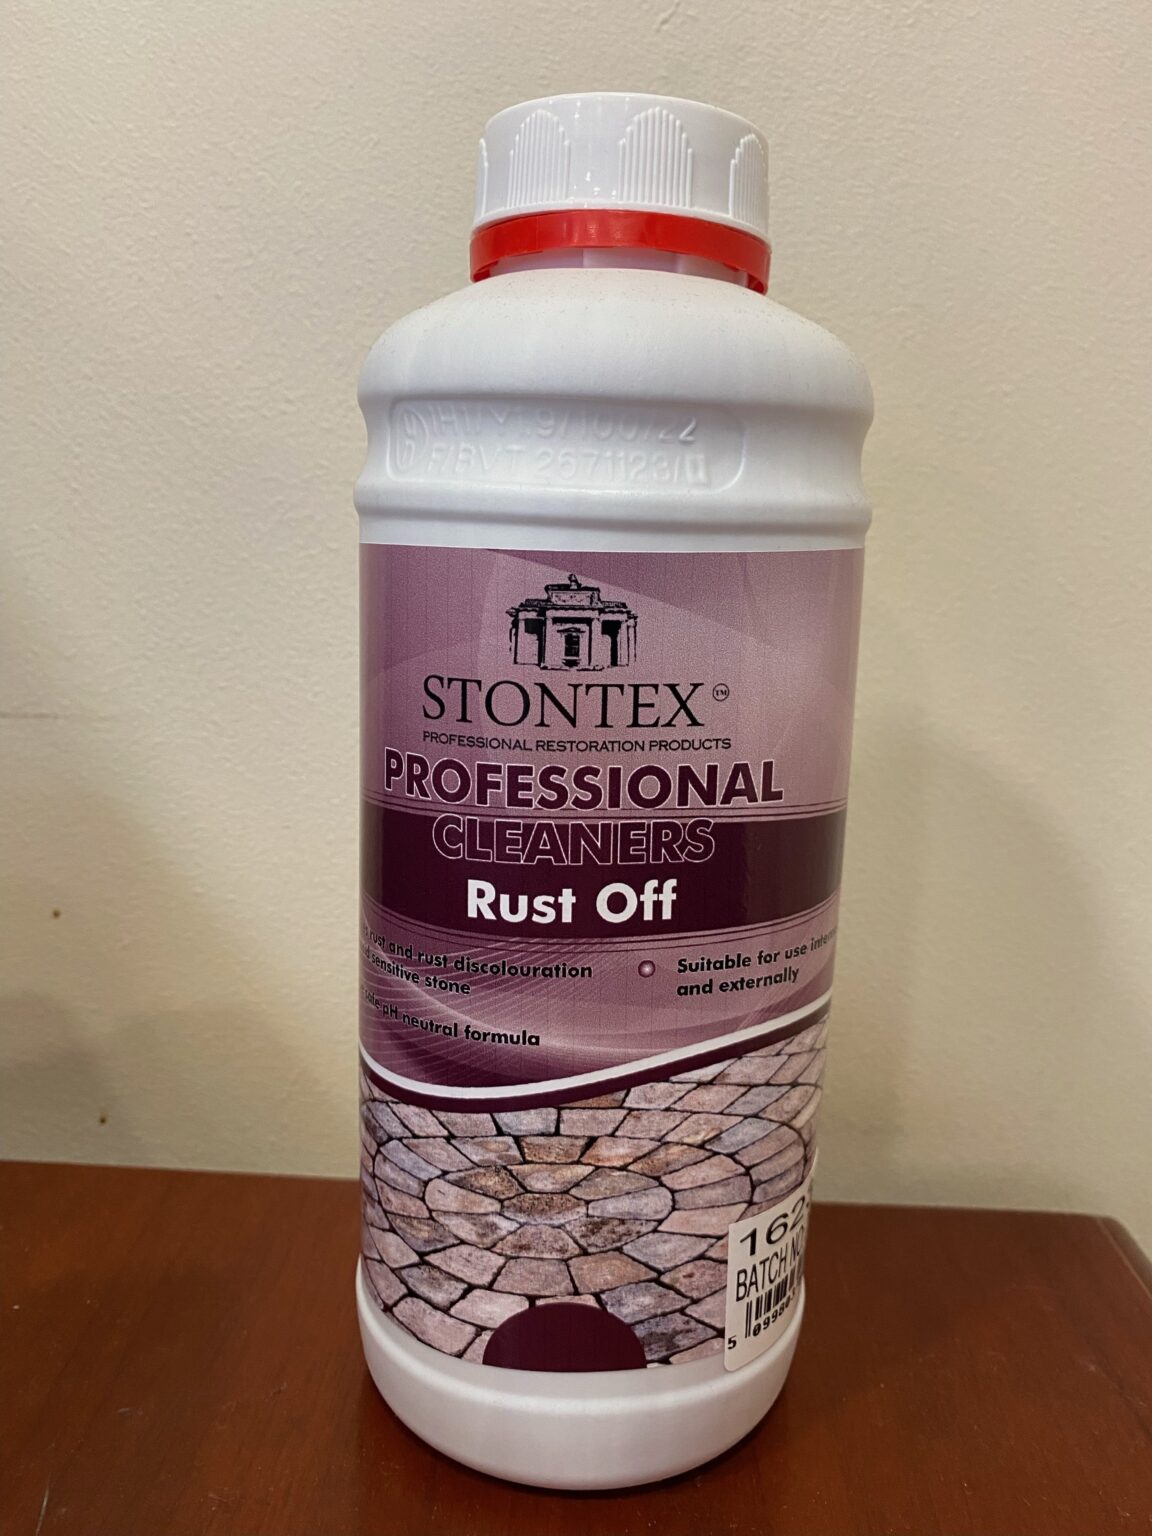 STONTEX ™
PROFESSIONAL RESTORATION PRODUCTS
PROFESSIONAL
CLEANERS
Rust Off
rust and rust discolouration
sensitive stone
pH neutral formula
Suitable for use
and externally
BATCH NO